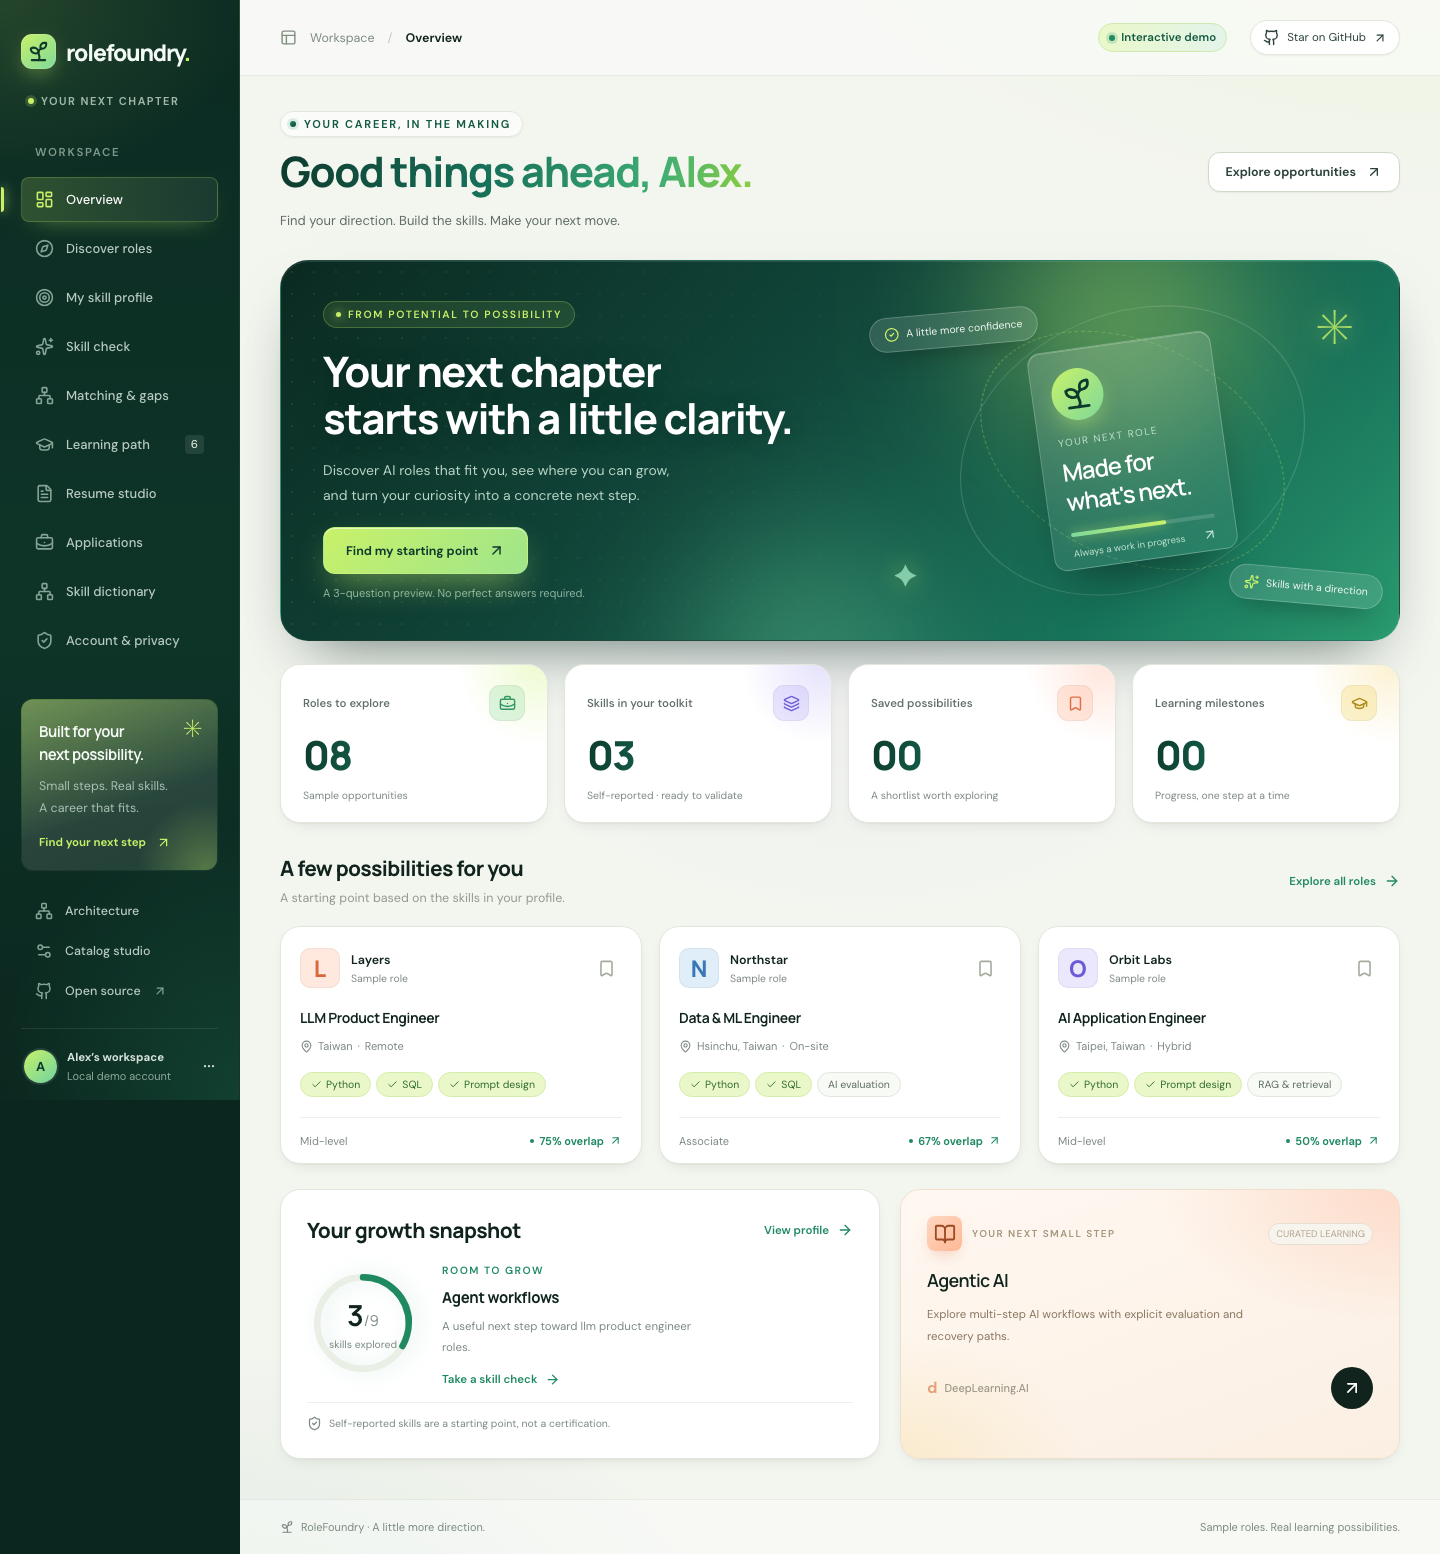 rolefoundry.
YOUR NEXT CHAPTER
WORKSPACE
Overview
Discover roles
My skill profile
Skill check
Matching & gaps
Learning path 6
Resume studio
Applications
Skill dictionary
Account & privacy
Built for your
next possibility.
Small steps. Real skills.
A career that fits.
Find your next step
Architecture
Catalog studio
Open source
A
Alex's workspace
Local demo account
Workspace / Overview
Interactive demo
Star on GitHub
YOUR CAREER, IN THE MAKING
Good things ahead, Alex.
Find your direction. Build the skills. Make your next move.
Explore opportunities
FROM POTENTIAL TO POSSIBILITY
Your next chapter
starts with a little clarity.
Discover AI roles that fit you, see where you can grow,
and turn your curiosity into a concrete next step.
Find my starting point
A 3-question preview. No perfect answers required.
A little more confidence
YOUR NEXT ROLE
Made for
what's next.
Always a work in progress
Skills with a direction
Roles to explore
08
Sample opportunities
Skills in your toolkit
03
Self-reported · ready to validate
Saved possibilities
00
A shortlist worth exploring
Learning milestones
00
Progress, one step at a time
A few possibilities for you
A starting point based on the skills in your profile.
Explore all roles
L
Layers
Sample role
LLM Product Engineer
Taiwan · Remote
Python SQL Prompt design
Mid-level
75% overlap
N
Northstar
Sample role
Data & ML Engineer
Hsinchu, Taiwan · On-site
Python SQL AI evaluation
Associate
67% overlap
O
Orbit Labs
Sample role
AI Application Engineer
Taipei, Taiwan · Hybrid
Python Prompt design RAG & retrieval
Mid-level
50% overlap
Your growth snapshot
View profile
3/9
skills explored
ROOM TO GROW
Agent workflows
A useful next step toward llm product engineer
roles.
Take a skill check
Self-reported skills are a starting point, not a certification.
YOUR NEXT SMALL STEP
CURATED LEARNING
Agentic AI
Explore multi-step AI workflows with explicit evaluation and
recovery paths.
d DeepLearning.AI
RoleFoundry · A little more direction.
Sample roles. Real learning possibilities.